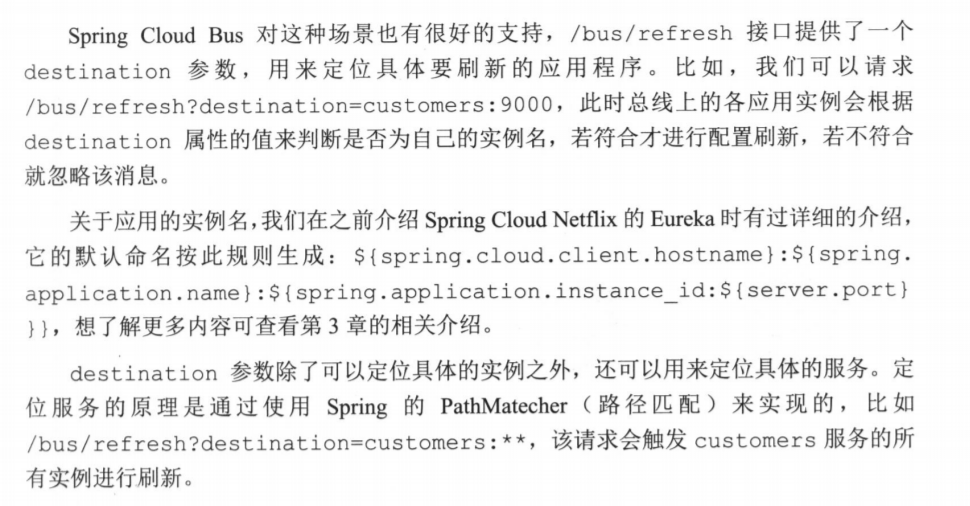 Spring Cloud Bus 对这种场景也有很好的支持，/bus/refresh 接口提供了一个
destination 参数，用来定位具体要刷新的应用程序。比如，我们可以请求
/bus/refresh?destination=customers:9000，此时总线上的各应用实例会根据
destination 属性的值来判断是否为自己的实例名，若符合才进行配置刷新，若不符合
就忽略该消息。
关于应用的实例名，我们在之前介绍 Spring Cloud Netflix 的 Eureka 时有过详细的介绍，
它的默认命名按此规则生成：${spring.cloud.client.hostname}:${spring.
application.name}:${spring.application.instance_id:${server.port}
}}，想了解更多内容可查看第 3 章的相关介绍。
destination 参数除了可以定位具体的实例之外，还可以用来定位具体的服务。定
位服务的原理是通过使用 Spring 的 PathMatecher（路径匹配）来实现的，比如
/bus/refresh?destination=customers:**，该请求会触发 customers 服务的所
有实例进行刷新。